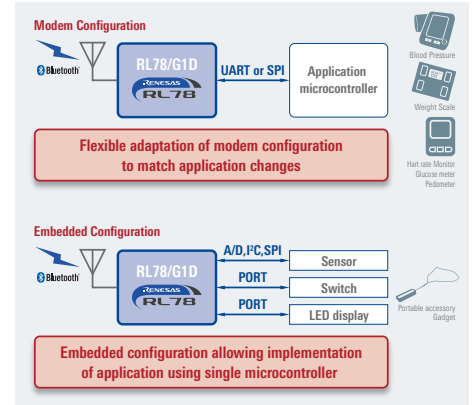 Modem Configuration
Bluetooth
RL78/G1D
RENESAS
RL78
UART or SPI
Application
microcontroller
Blood Pressure
Weight Scale
Hart rate Monitor
Glucose meter
Pedometer
Flexible adaptation of modem configuration
to match application changes
Embedded Configuration
Bluetooth
RL78/G1D
RENESAS
RL78
A/D,I²C,SPI
Sensor
PORT
Switch
PORT
LED display
Portable accessory
Gadget
Embedded configuration allowing implementation
of application using single microcontroller